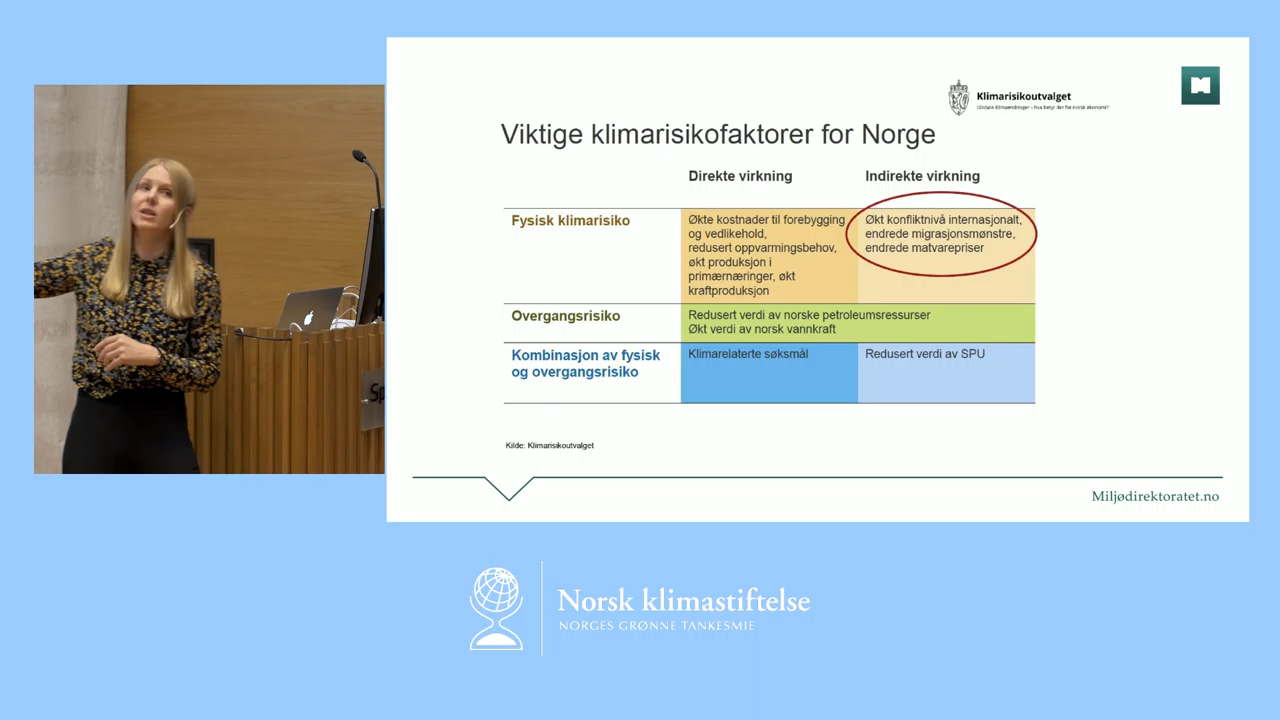 Klimarisikoutvalget
Globale klimaendringer – hva betyr det for norsk økonomi?
Viktige klimarisikofaktorer for Norge
Direkte virkning
Indirekte virkning
Fysisk klimarisiko
Økte kostnader til forebygging
og vedlikehold,
redusert oppvarmingsbehov,
økt produksjon i
primærnæringer, økt
kraftproduksjon
Økt konfliktnivå internasjonalt,
endrede migrasjonsmønstre,
endrede matvarepriser
Overgangsrisiko
Redusert verdi av norske petroleumsressurser
Økt verdi av norsk vannkraft
Kombinasjon av fysisk
og overgangsrisiko
Klimarelaterte søksmål
Redusert verdi av SPU
Kilde: Klimarisikoutvalget
Miljødirektoratet.no
Sp
Norsk klimastiftelse
NORGES GRØNNE TANKESMIE